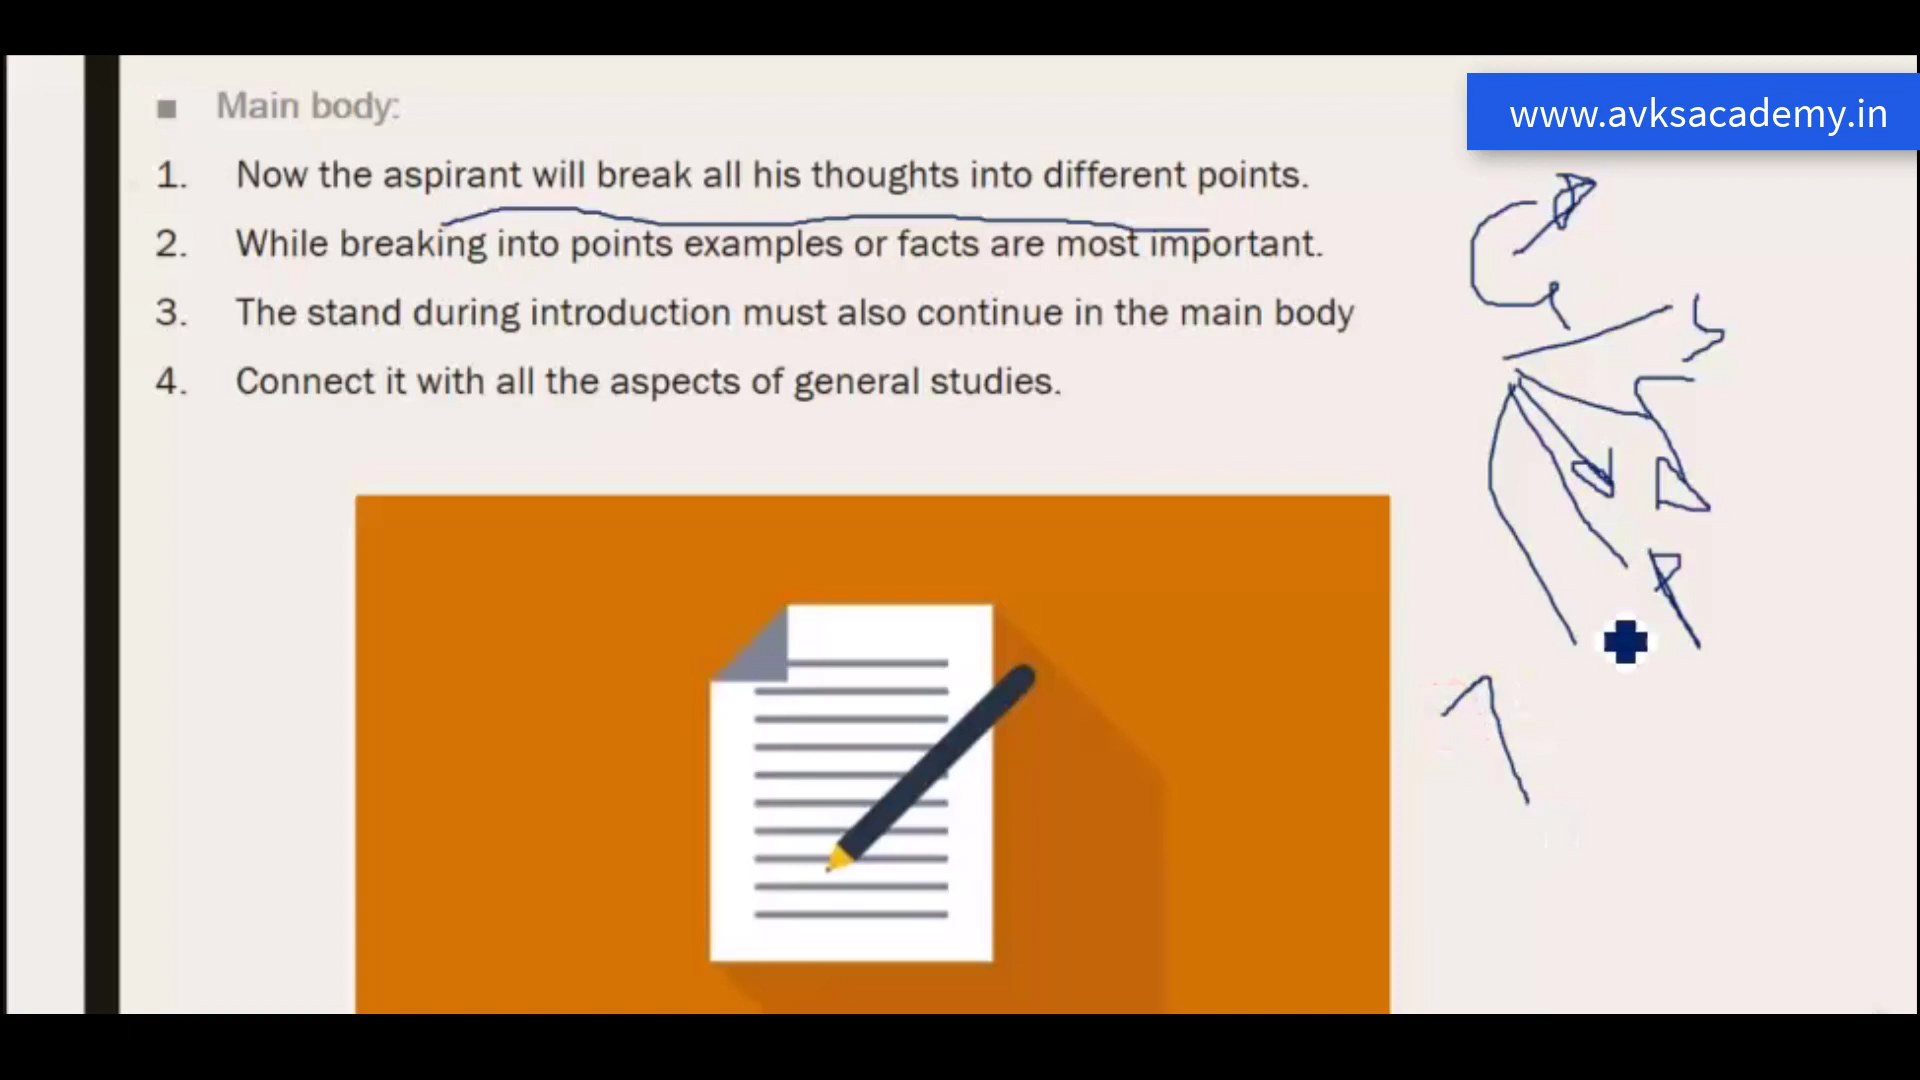 Main body:
www.avksacademy.in
1. Now the aspirant will break all his thoughts into different points.
2. While breaking into points examples or facts are most important.
3. The stand during introduction must also continue in the main body
4. Connect it with all the aspects of general studies.